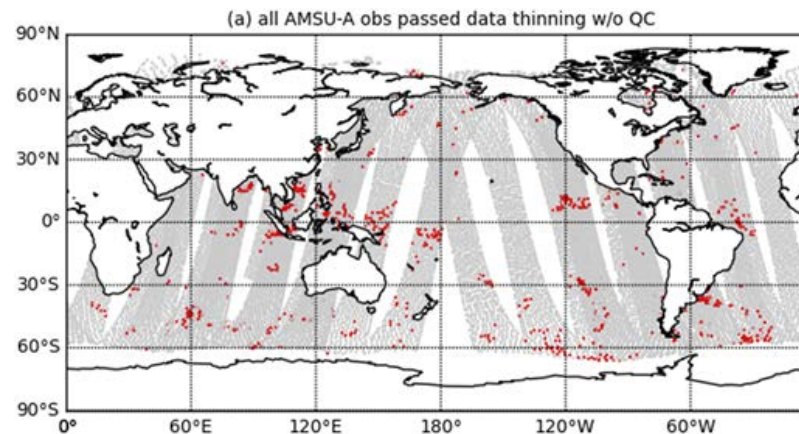 (a) all AMSU-A obs passed data thinning w/o QC
90°N
60°N
30°N
0°
30°S
60°S
90°S
0° 60°E 120°E 180° 120°W 60°W